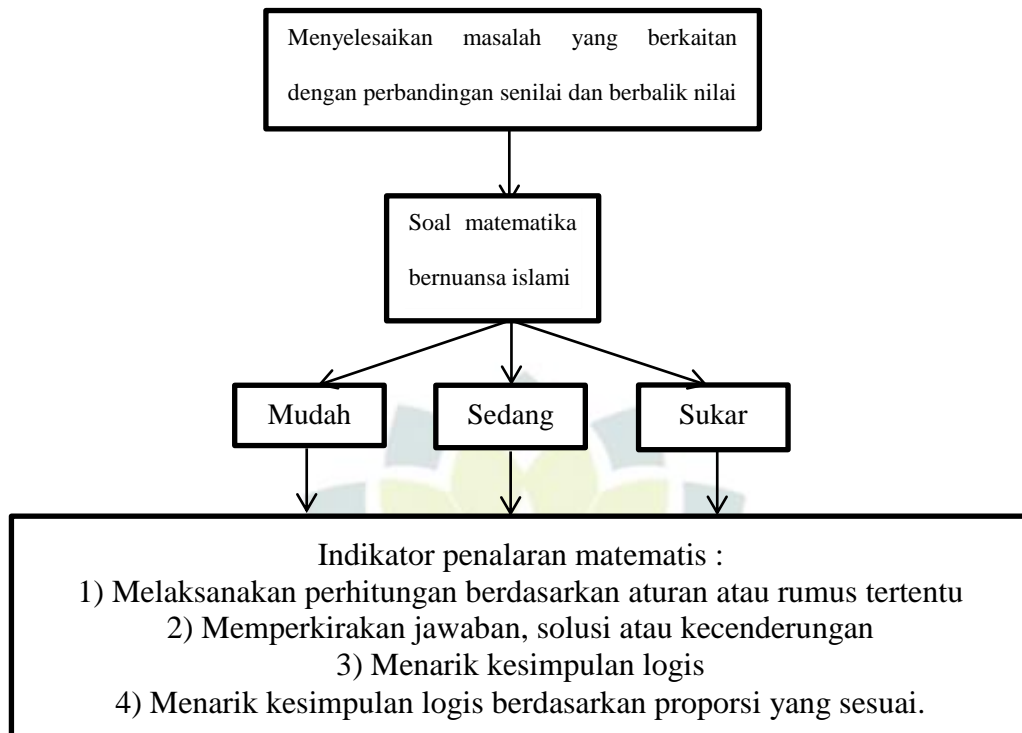 Menyelesaikan masalah yang berkaitan
dengan perbandingan senilai dan berbalik nilai
Soal matematika
bernuansa islami
Mudah
Sedang
Sukar
Indikator penalaran matematis :
1) Melaksanakan perhitungan berdasarkan aturan atau rumus tertentu
2) Memperkirakan jawaban, solusi atau kecenderungan
3) Menarik kesimpulan logis
4) Menarik kesimpulan logis berdasarkan proporsi yang sesuai.